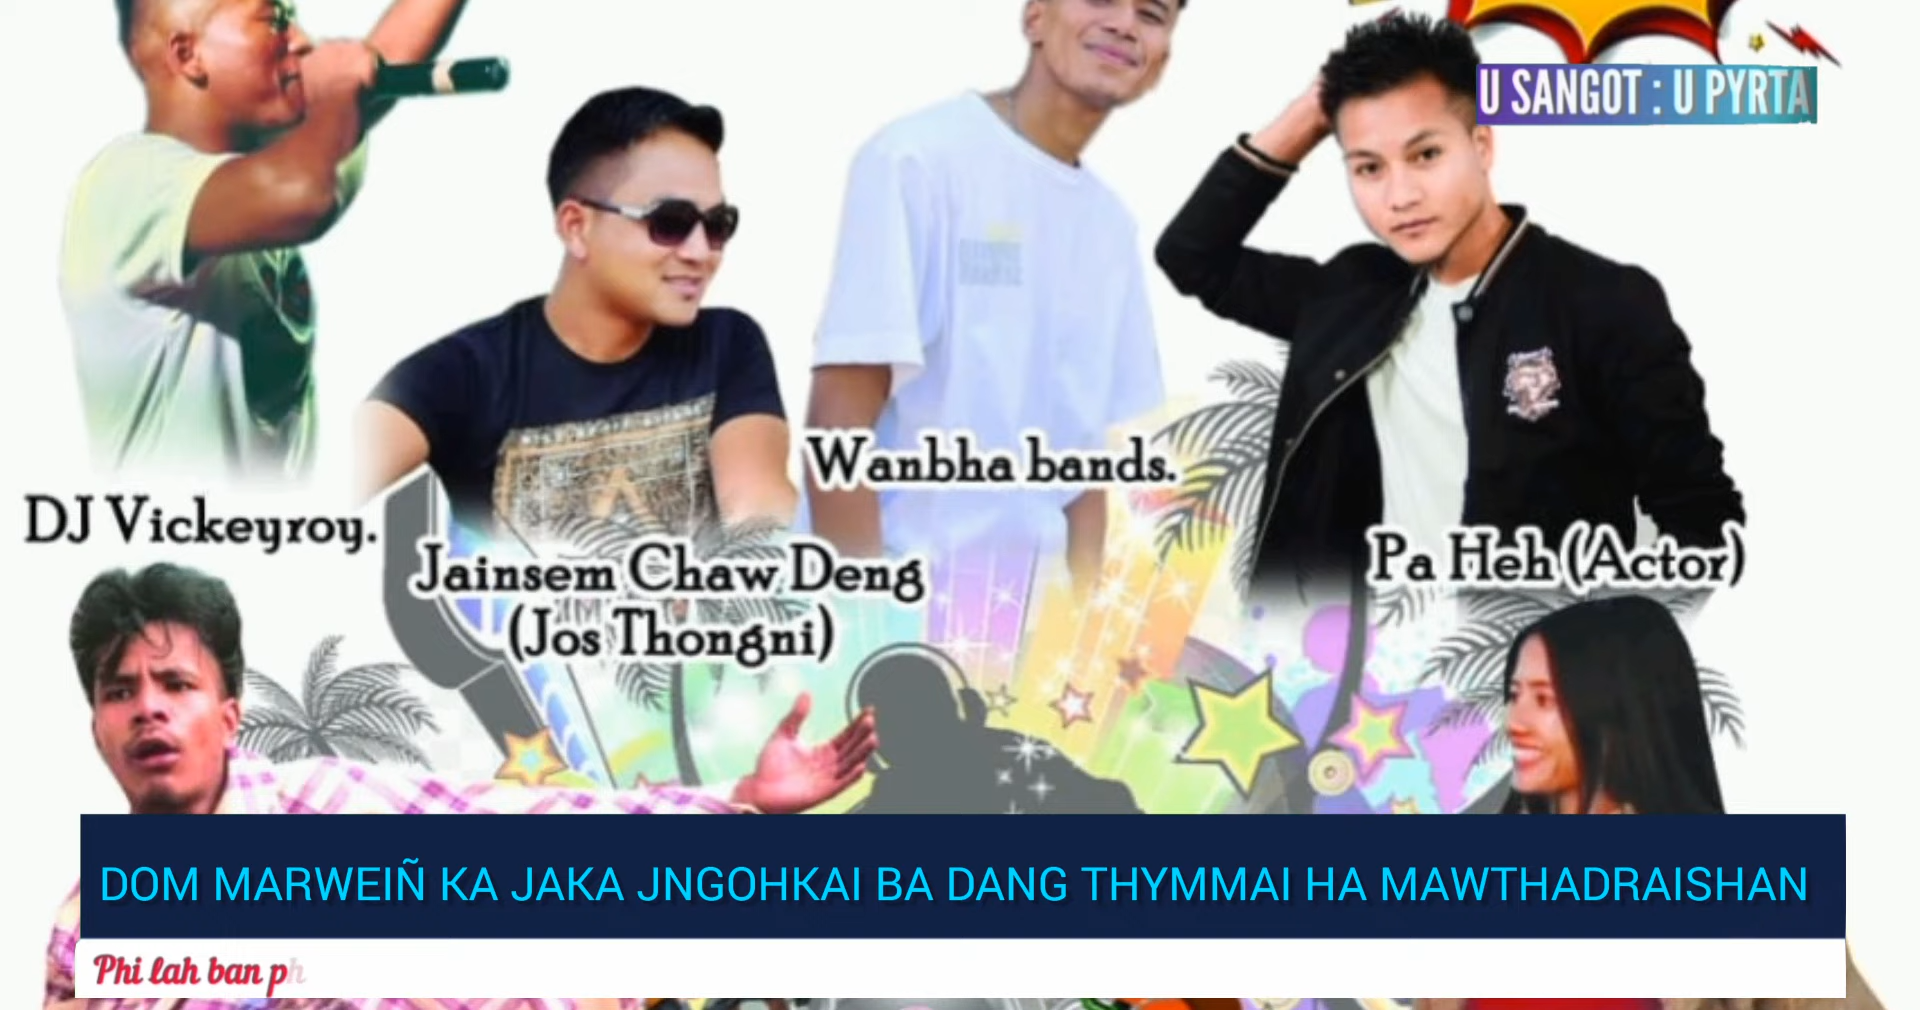 U SANGOT : U PYRTA
Wanbha bands.
DJ Vickeyroy.
Pa Heh (Actor)
Jainsem Chaw Deng
(Jos Thongni)
DOM MARWEIÑ KA JAKA JNGOHKAI BA DANG THYMMAI HA MAWTHADRAISHAN
Phi lah ban ph